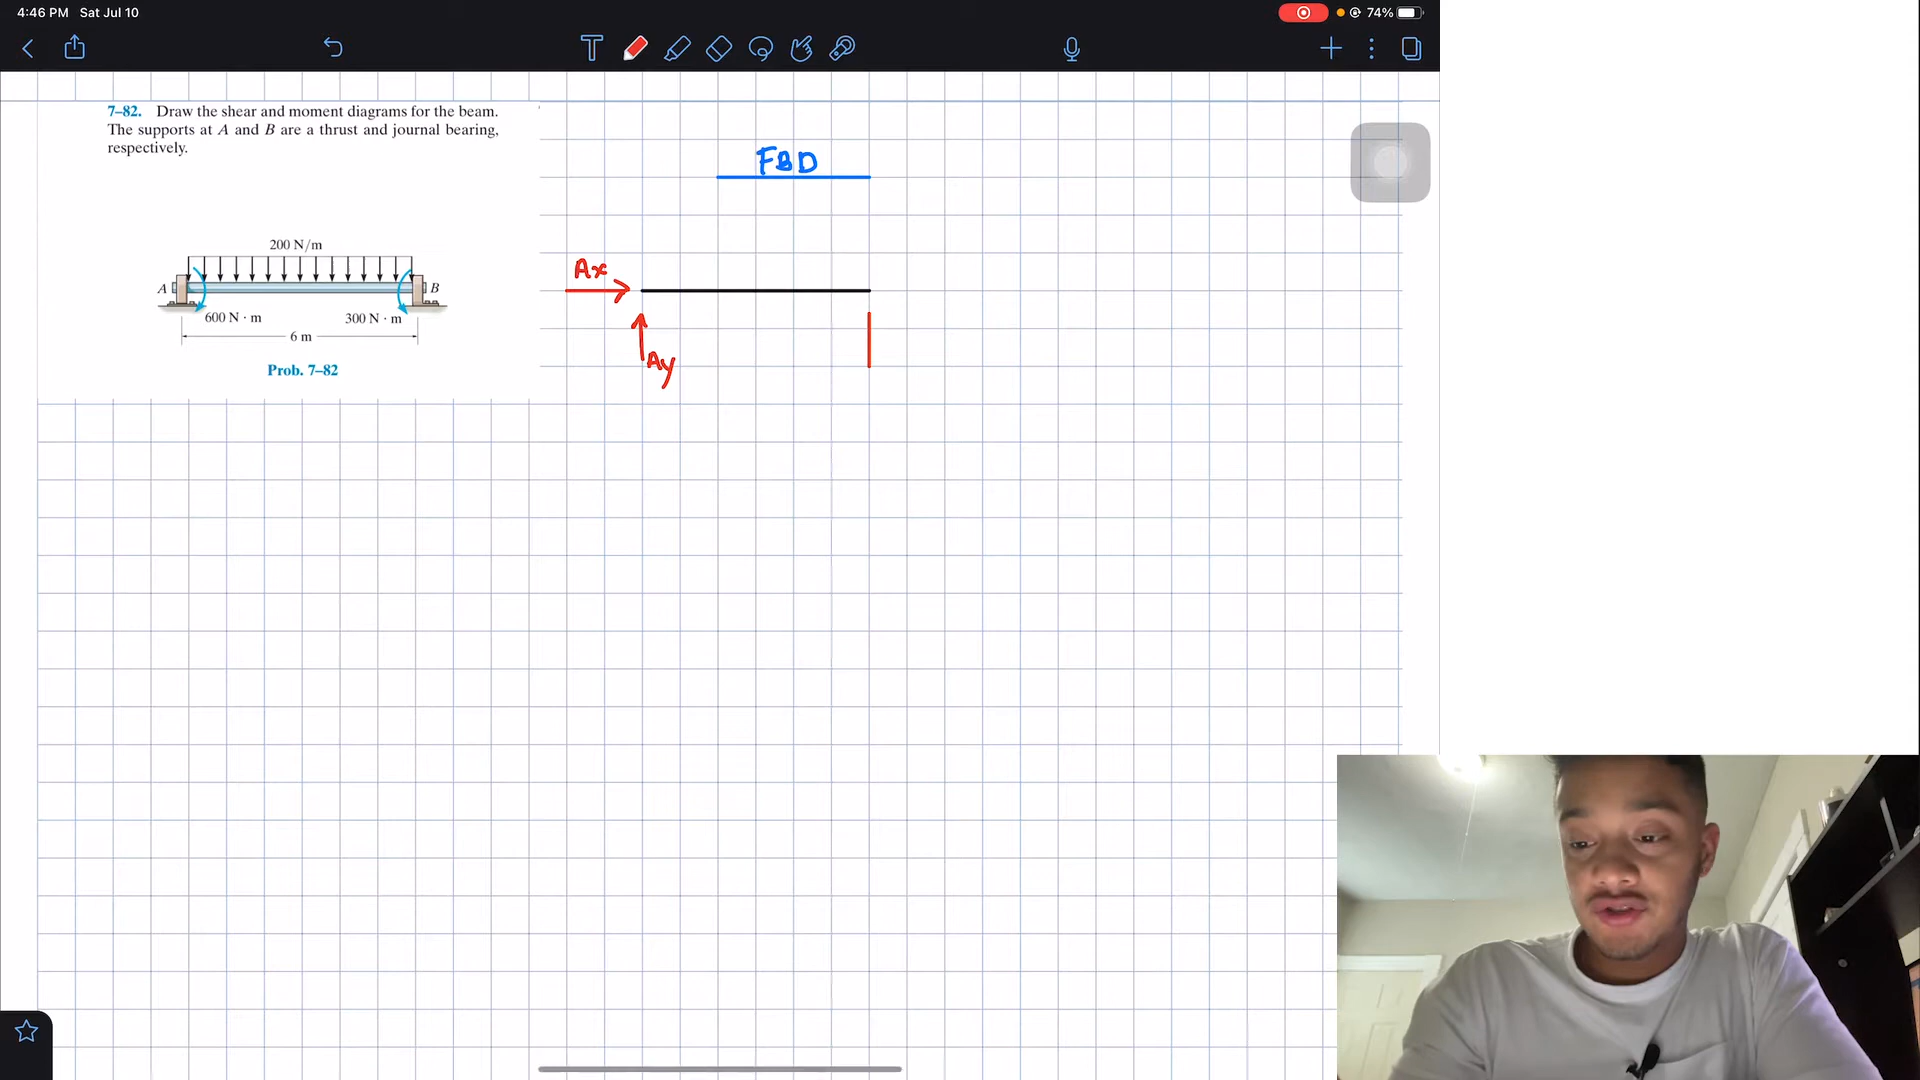 4:46 PM Sat Jul 10
74%
7–82. Draw the shear and moment diagrams for the beam.
The supports at A and B are a thrust and journal bearing,
respectively.
FBD
200 N/m
Ax
A
B
600 N · m
300 N · m
6 m
Ay
Prob. 7–82